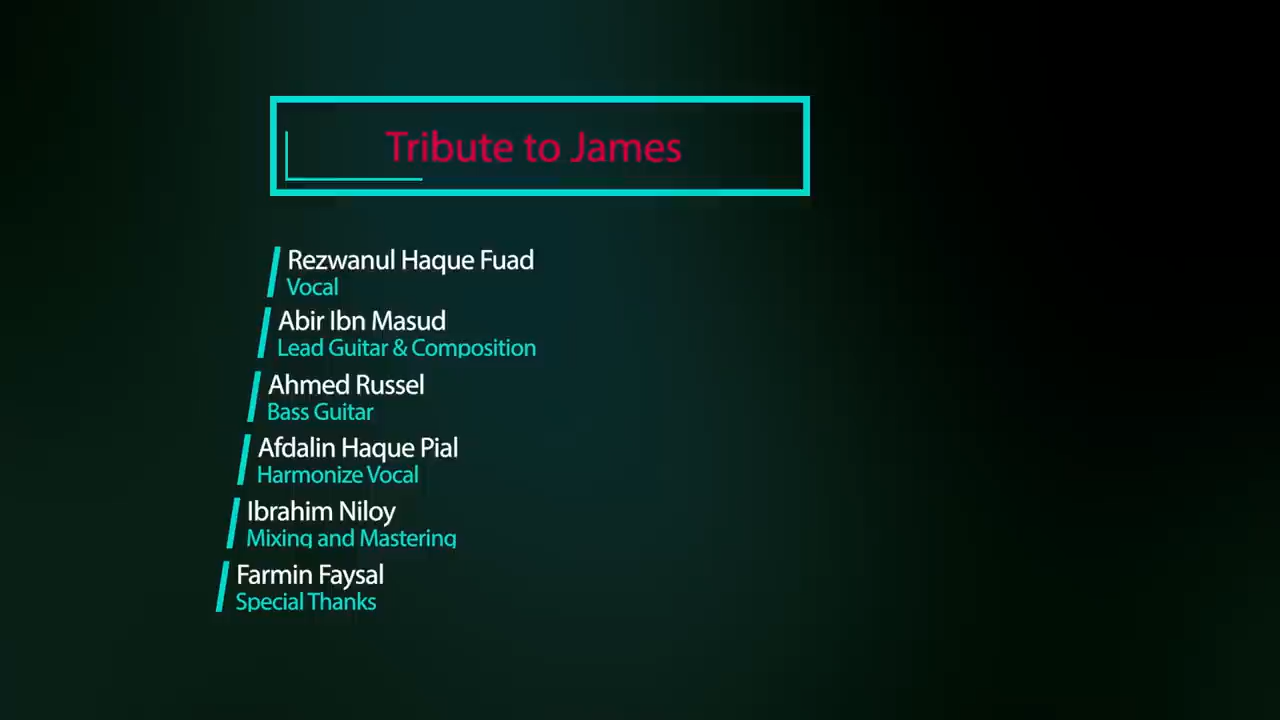 Tribute to James
Rezwanul Haque Fuad
Vocal
Abir Ibn Masud
Lead Guitar & Composition
Ahmed Russel
Bass Guitar
Afdalin Haque Pial
Harmonize Vocal
Ibrahim Niloy
Mixing and Mastering
Farmin Faysal
Special Thanks